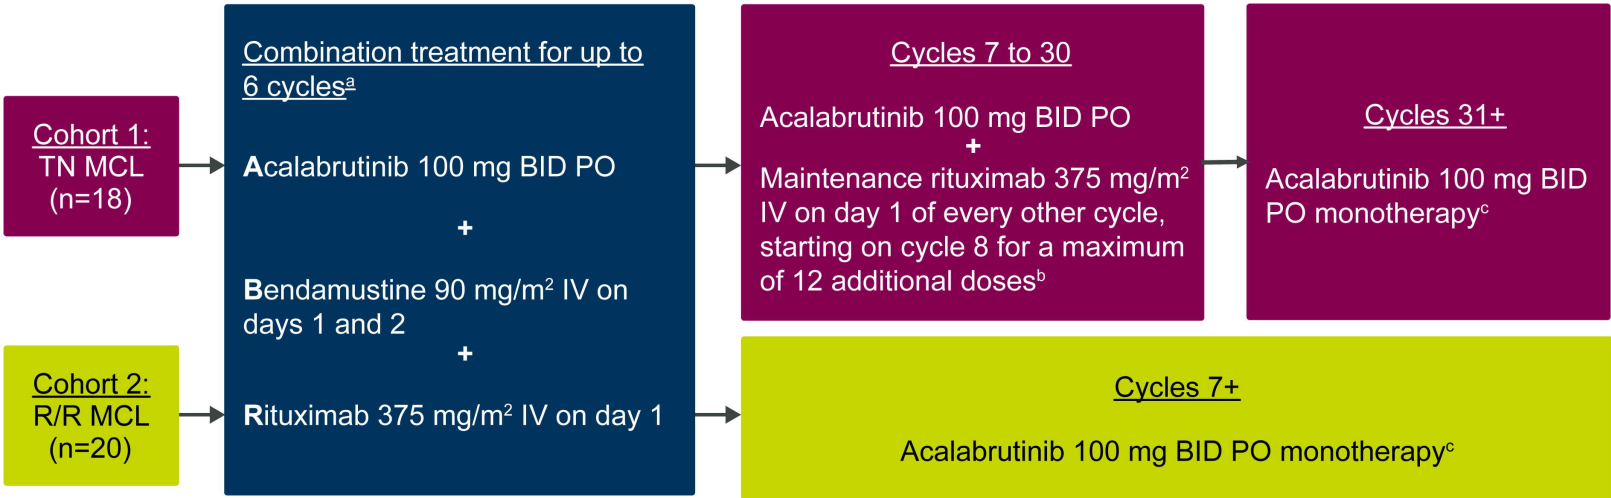 Cohort 1:
TN MCL
(n=18)
Cohort 2:
R/R MCL
(n=20)
Combination treatment for up to
6 cyclesᵃ
Acalabrutinib 100 mg BID PO
+
Bendamustine 90 mg/m² IV on
days 1 and 2
+
Rituximab 375 mg/m² IV on day 1
Cycles 7 to 30
Acalabrutinib 100 mg BID PO
+
Maintenance rituximab 375 mg/m²
IV on day 1 of every other cycle,
starting on cycle 8 for a maximum
of 12 additional dosesᵇ
Cycles 31+
Acalabrutinib 100 mg BID
PO monotherapyᶜ
Cycles 7+
Acalabrutinib 100 mg BID PO monotherapyᶜ